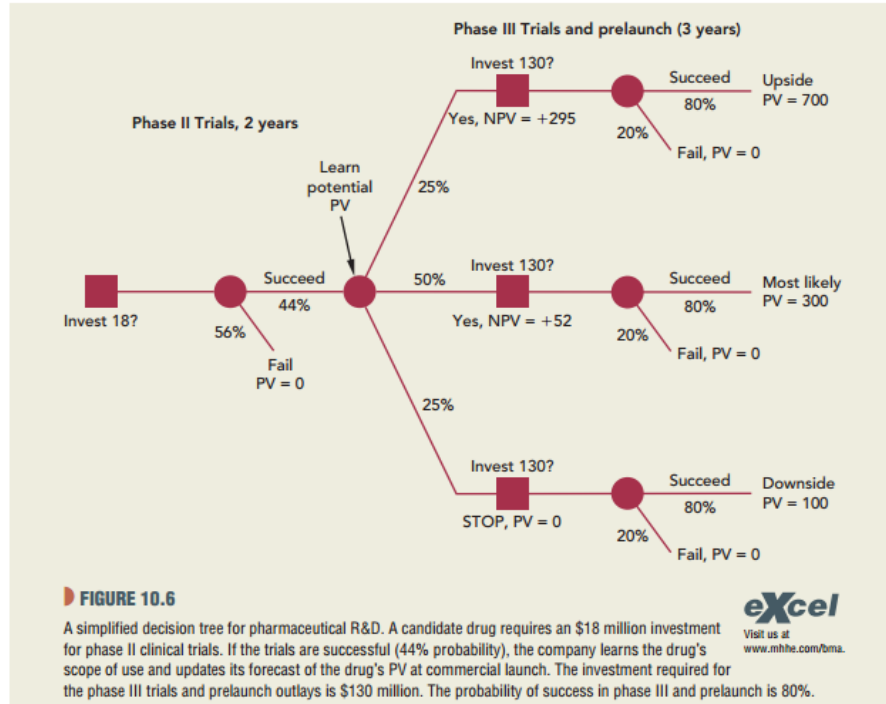 Phase III Trials and prelaunch (3 years)
Invest 130?
Succeed
80%
Upside
PV = 700
Yes, NPV = +295
20%
Fail, PV = 0
Phase II Trials, 2 years
Learn
potential
PV
25%
Invest 18?
Succeed
44%
56%
Fail
PV = 0
50%
Invest 130?
Yes, NPV = +52
Succeed
80%
Most likely
PV = 300
20%
Fail, PV = 0
25%
Invest 130?
STOP, PV = 0
Succeed
80%
Downside
PV = 100
20%
Fail, PV = 0
FIGURE 10.6
A simplified decision tree for pharmaceutical R&D. A candidate drug requires an $18 million investment
for phase II clinical trials. If the trials are successful (44% probability), the company learns the drug's
scope of use and updates its forecast of the drug's PV at commercial launch. The investment required for
the phase III trials and prelaunch outlays is $130 million. The probability of success in phase III and prelaunch is 80%.
eXcel
Visit us at
www.mhhe.com/bma.